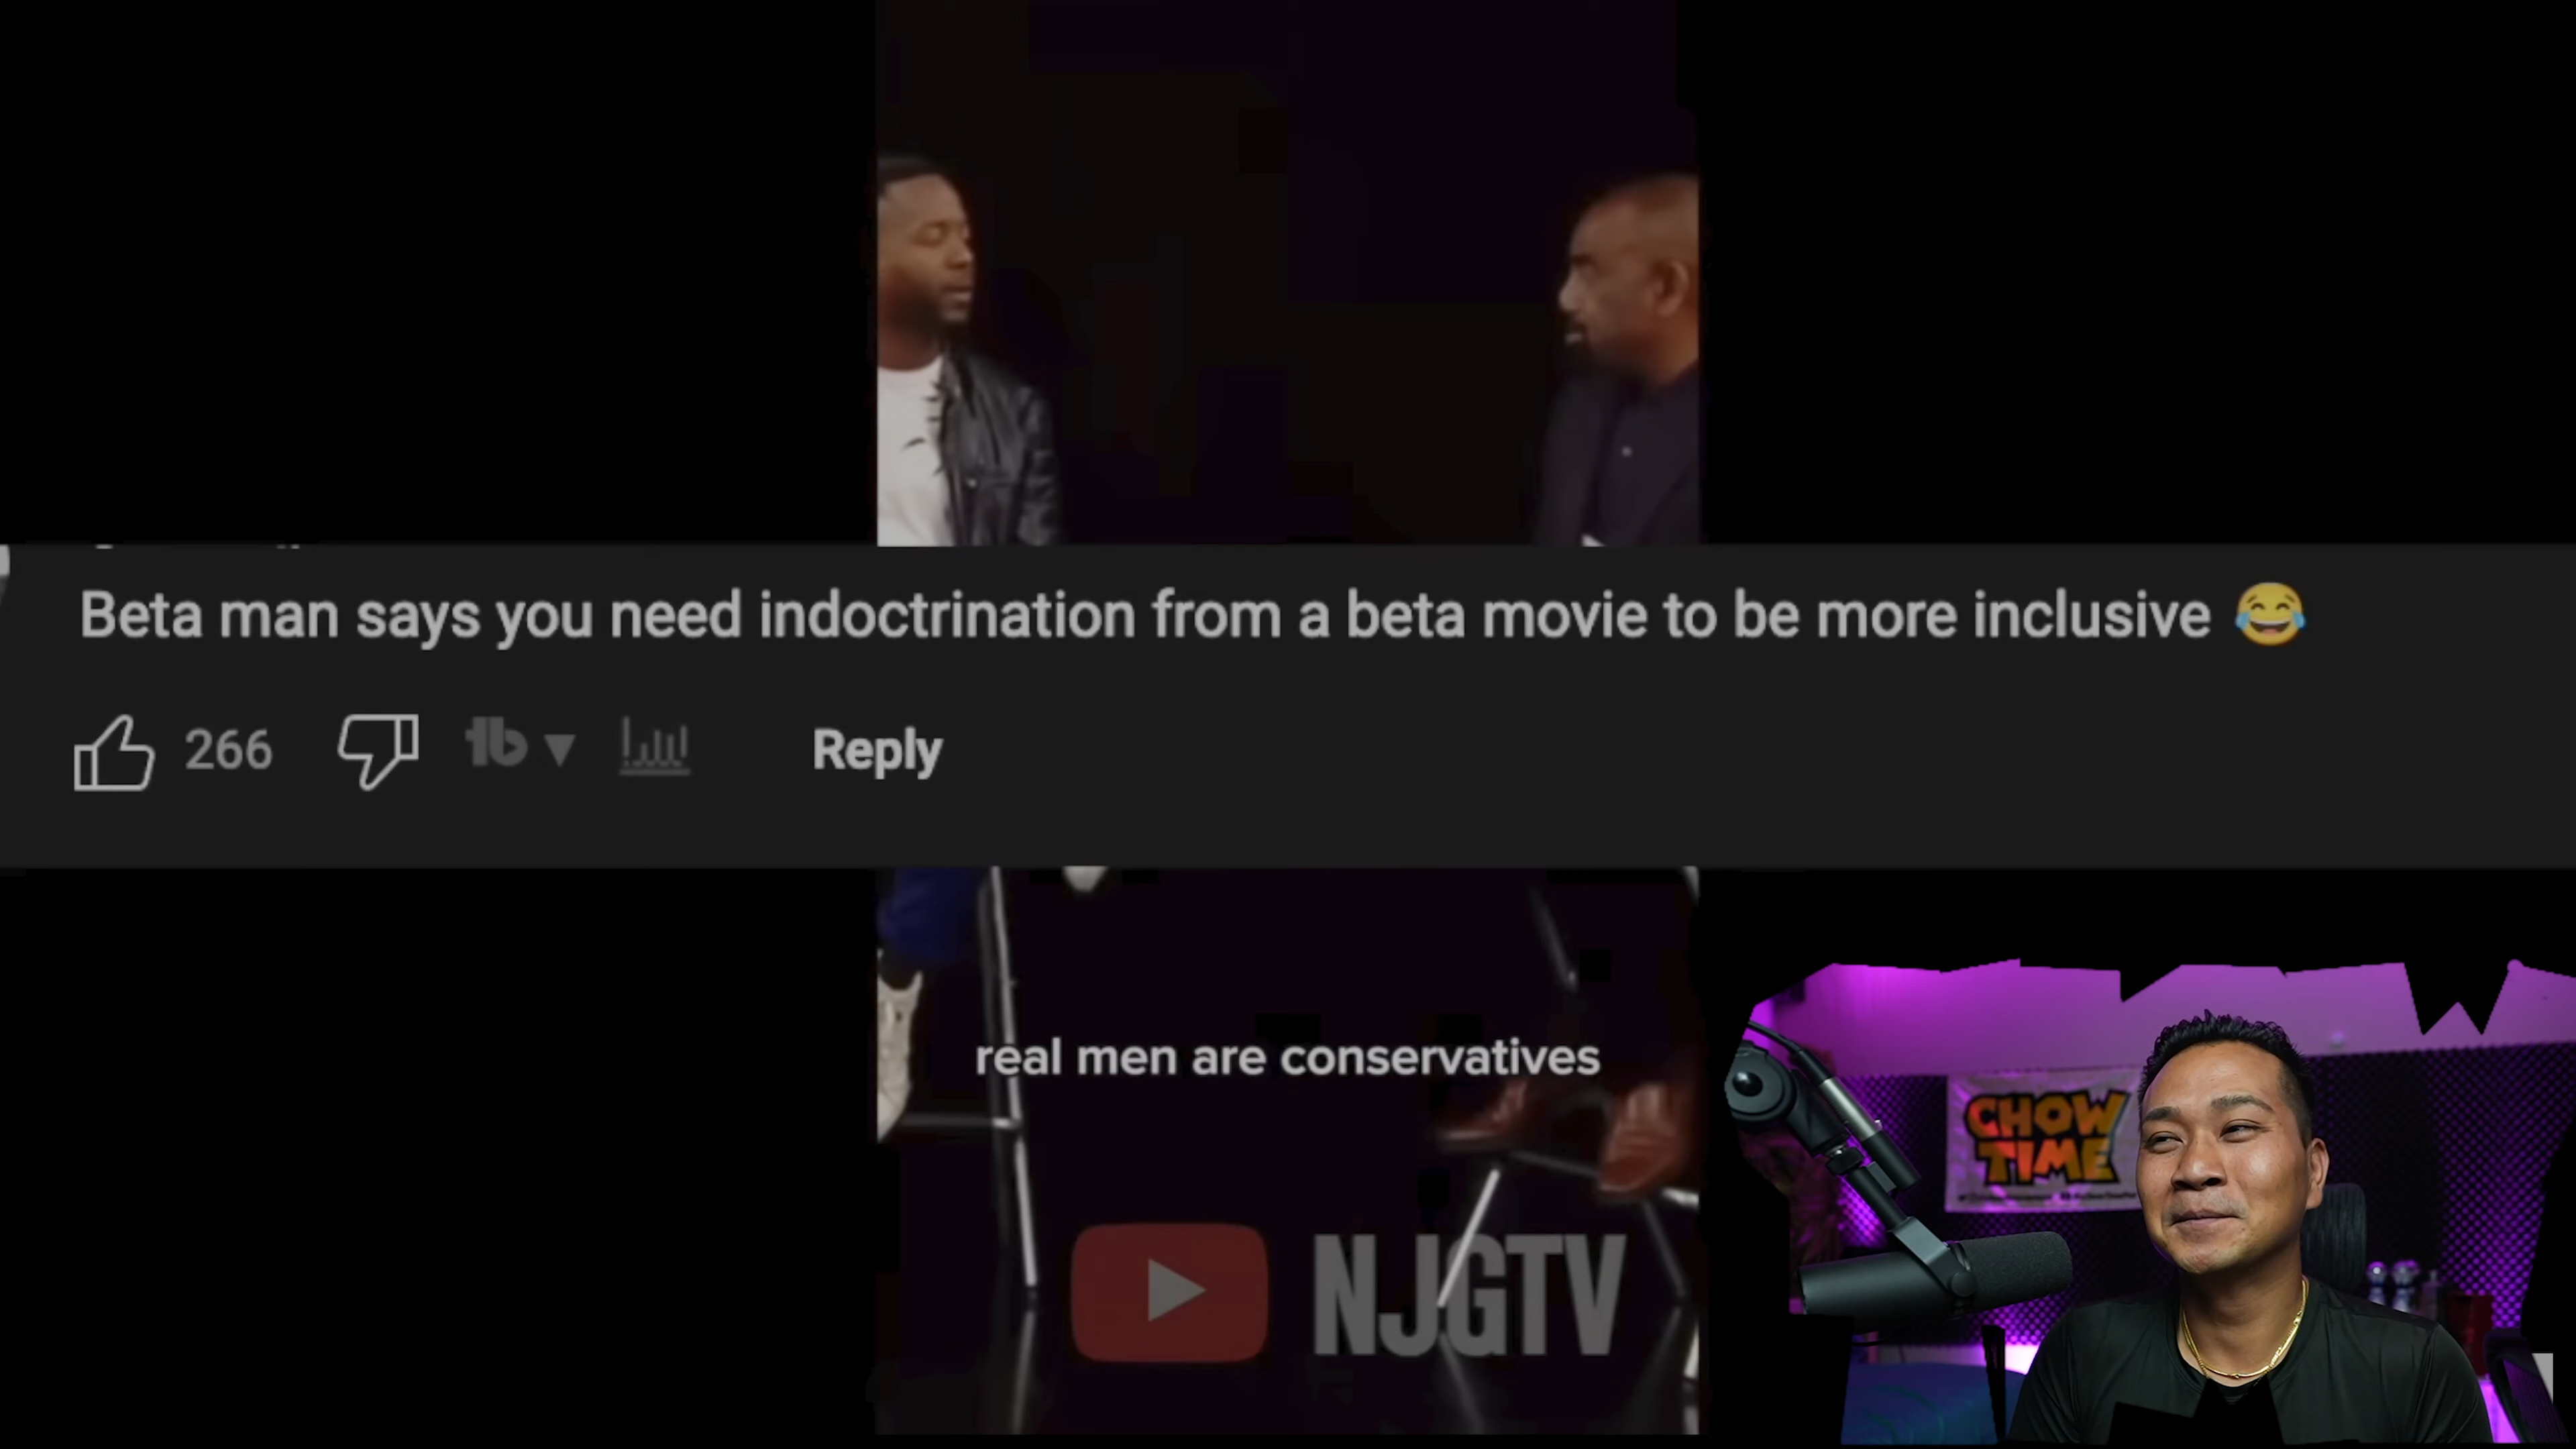 Beta man says you need indoctrination from a beta movie to be more inclusive 😂
266
Reply
real men are conservatives
NJGTV
CHOW
TIME